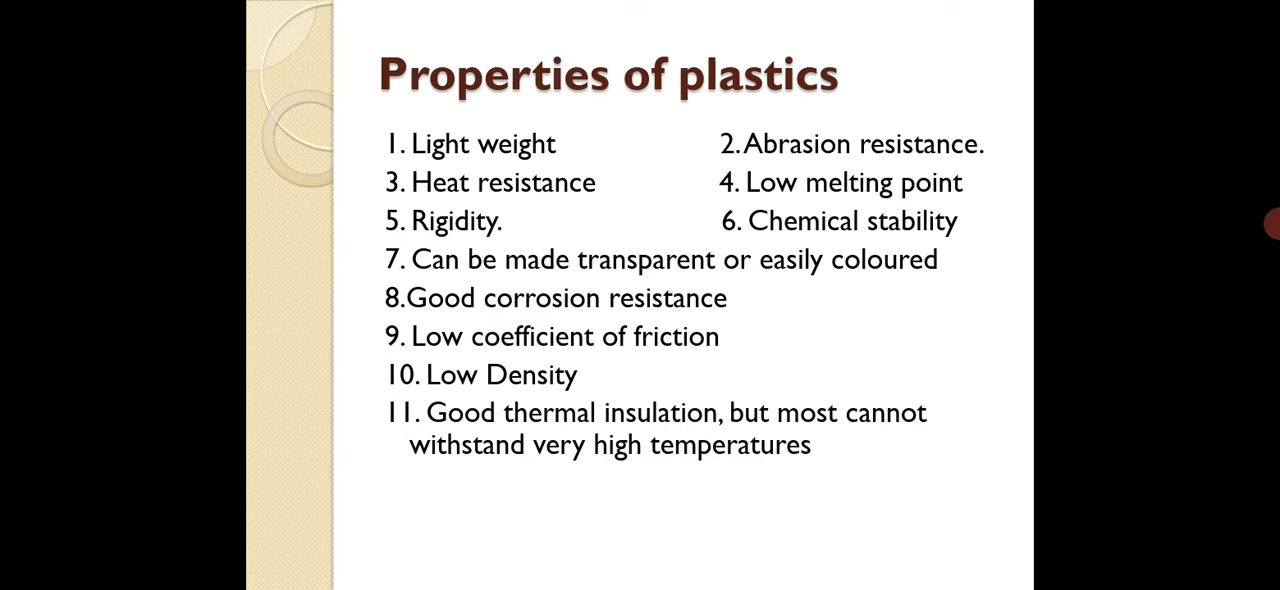 Properties of plastics
1. Light weight 2. Abrasion resistance.
3. Heat resistance 4. Low melting point
5. Rigidity. 6. Chemical stability
7. Can be made transparent or easily coloured
8.Good corrosion resistance
9. Low coefficient of friction
10. Low Density
11. Good thermal insulation, but most cannot
withstand very high temperatures